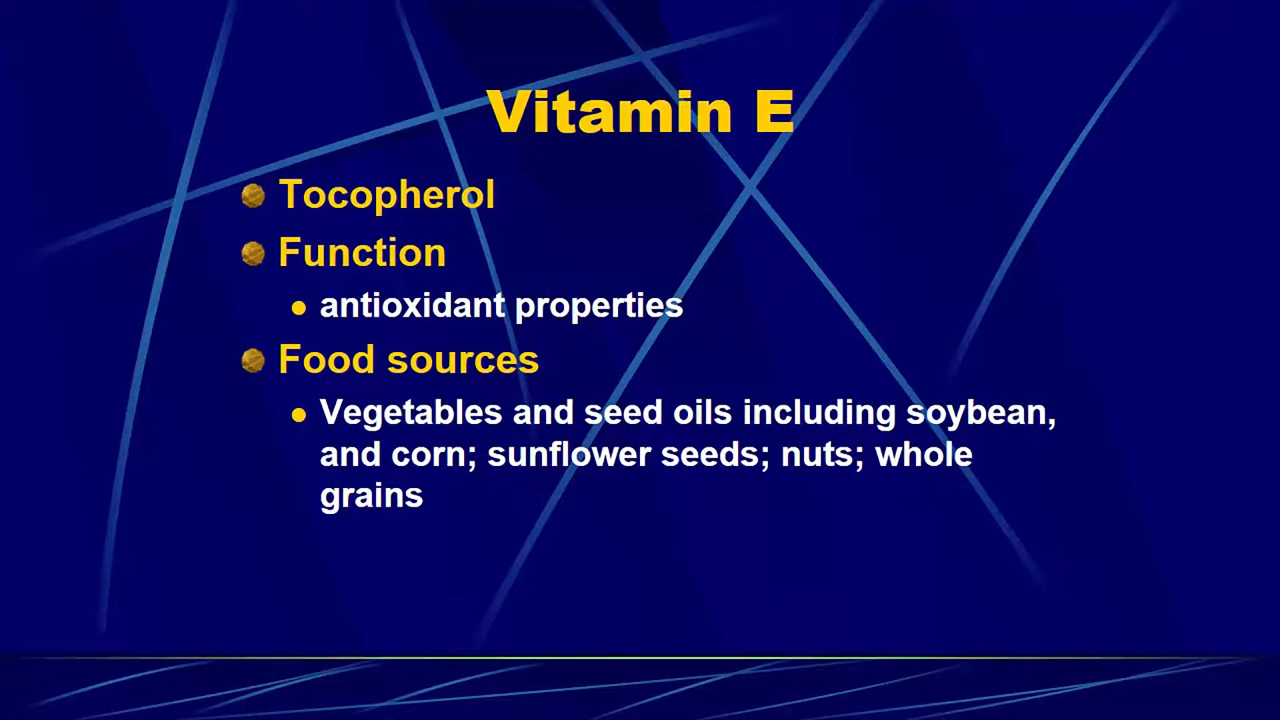 Vitamin E
Tocopherol
Function
antioxidant properties
Food sources
Vegetables and seed oils including soybean,
and corn; sunflower seeds; nuts; whole
grains